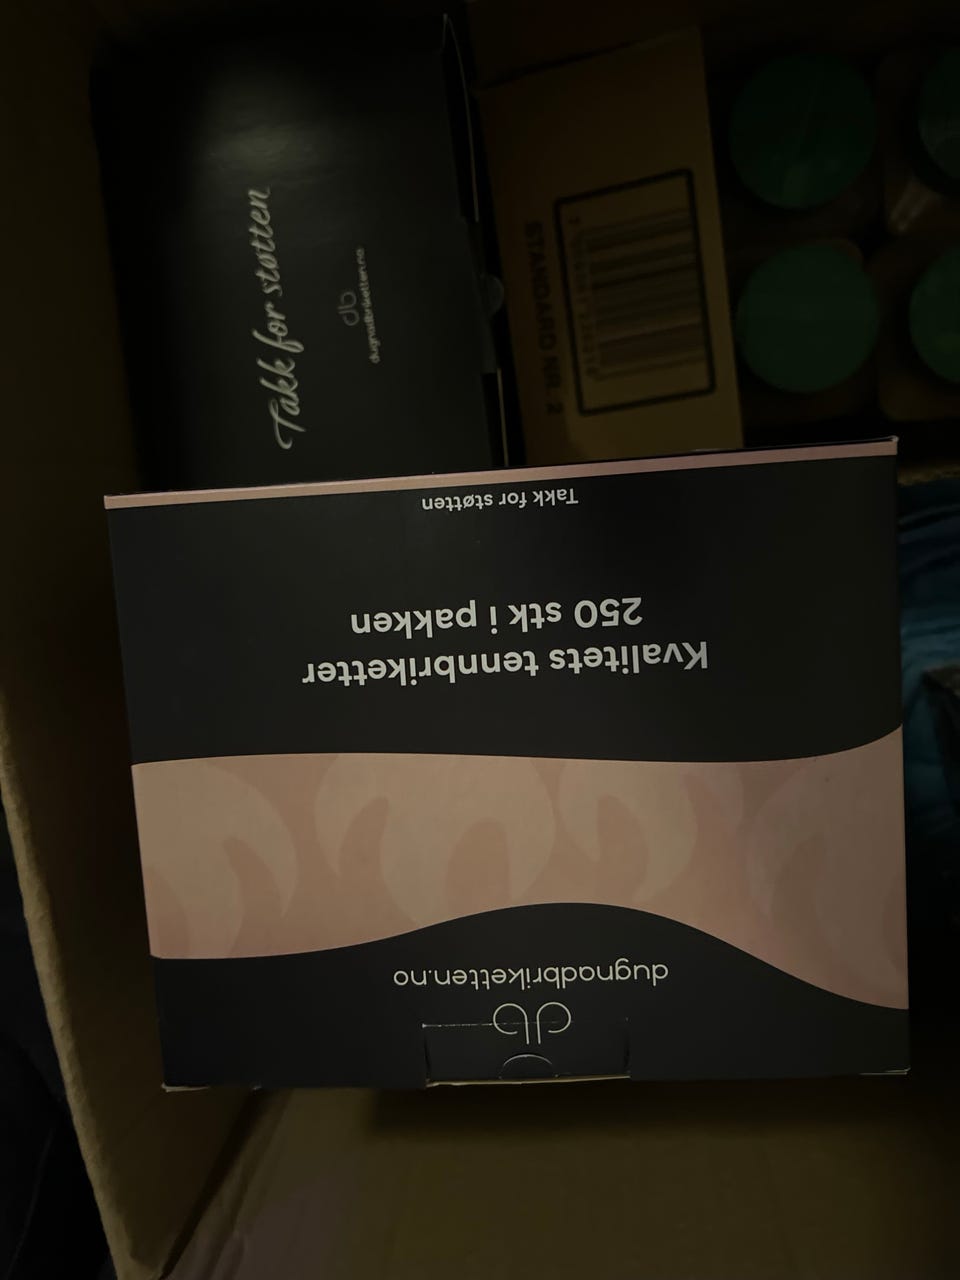 Takk for støtten
db
dugnadbriketten.no
STANDARD NR. 2
Takk for støtten
Kvalitets tennbriketter
250 stk i pakken
dugnadbriketten.no
db